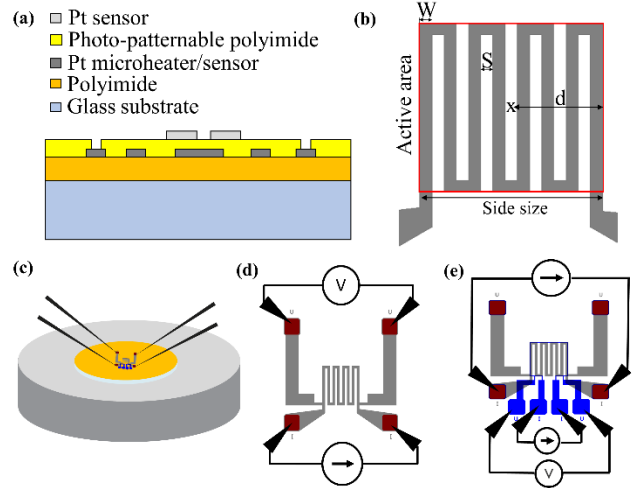 (a)
Pt sensor
Photo-patternable polyimide
Pt microheater/sensor
Polyimide
Glass substrate
(b)
W
S
x
d
Active area
Side size
(c)
(d)
V
U
U
I
I
(e)
U
U
I
I
U
I
I
U
V